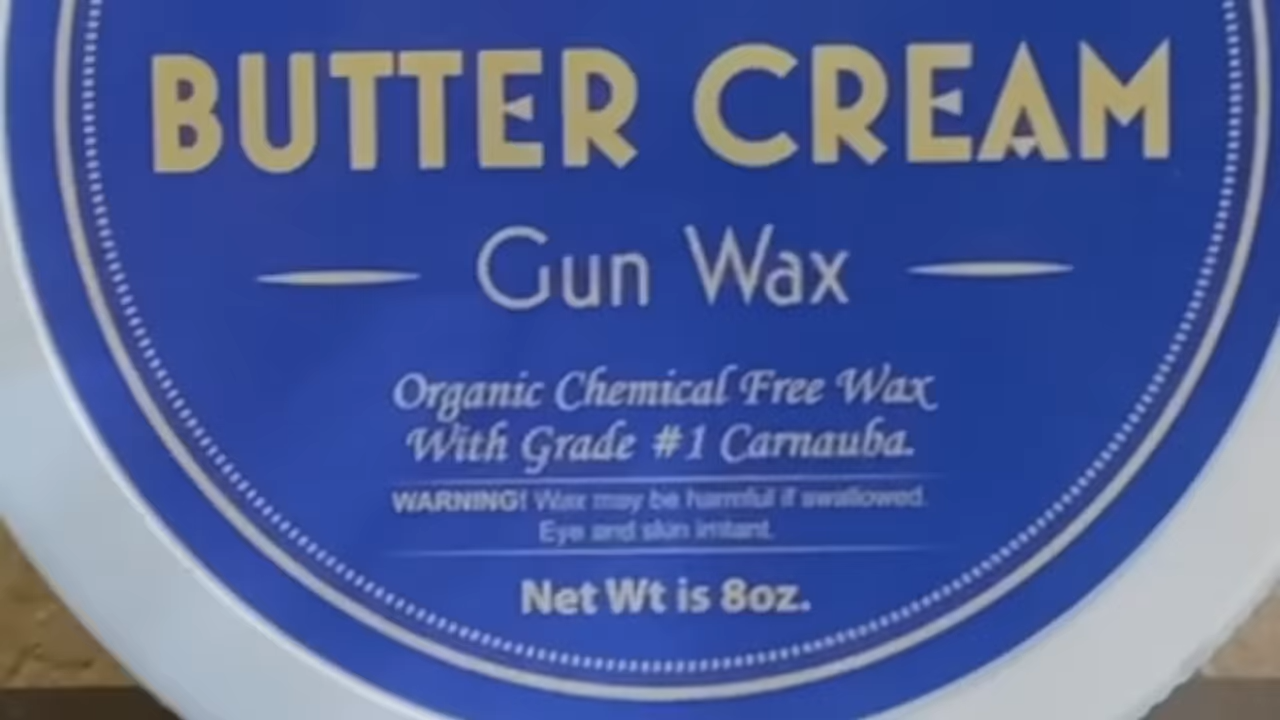 BUTTER CREAM
Gun Wax
Organic Chemical Free Wax
With Grade #1 Carnauba.
WARNING! Wax may be harmful if swallowed.
Eye and skin irritant.
Net Wt is 8oz.